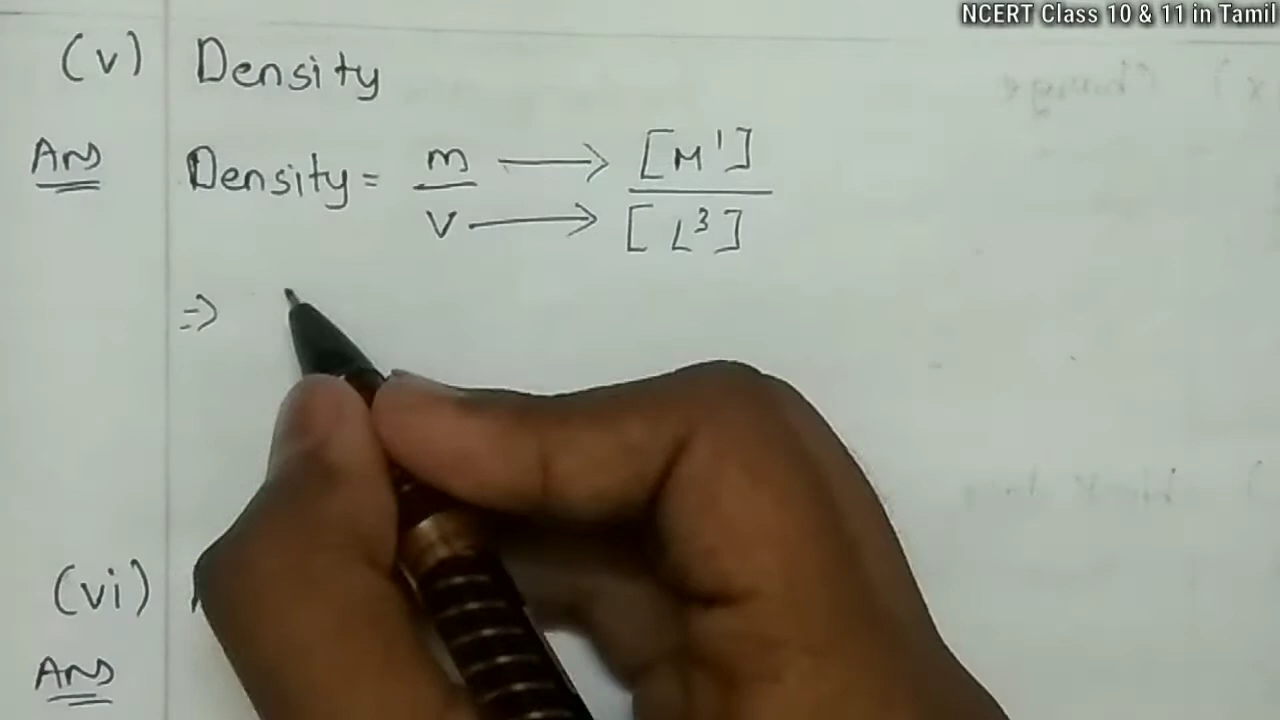 NCERT Class 10 & 11 in Tamil
(v) Density
Ans Density = m/V → [M¹]/[L³]
⇒
(vi)
Ans